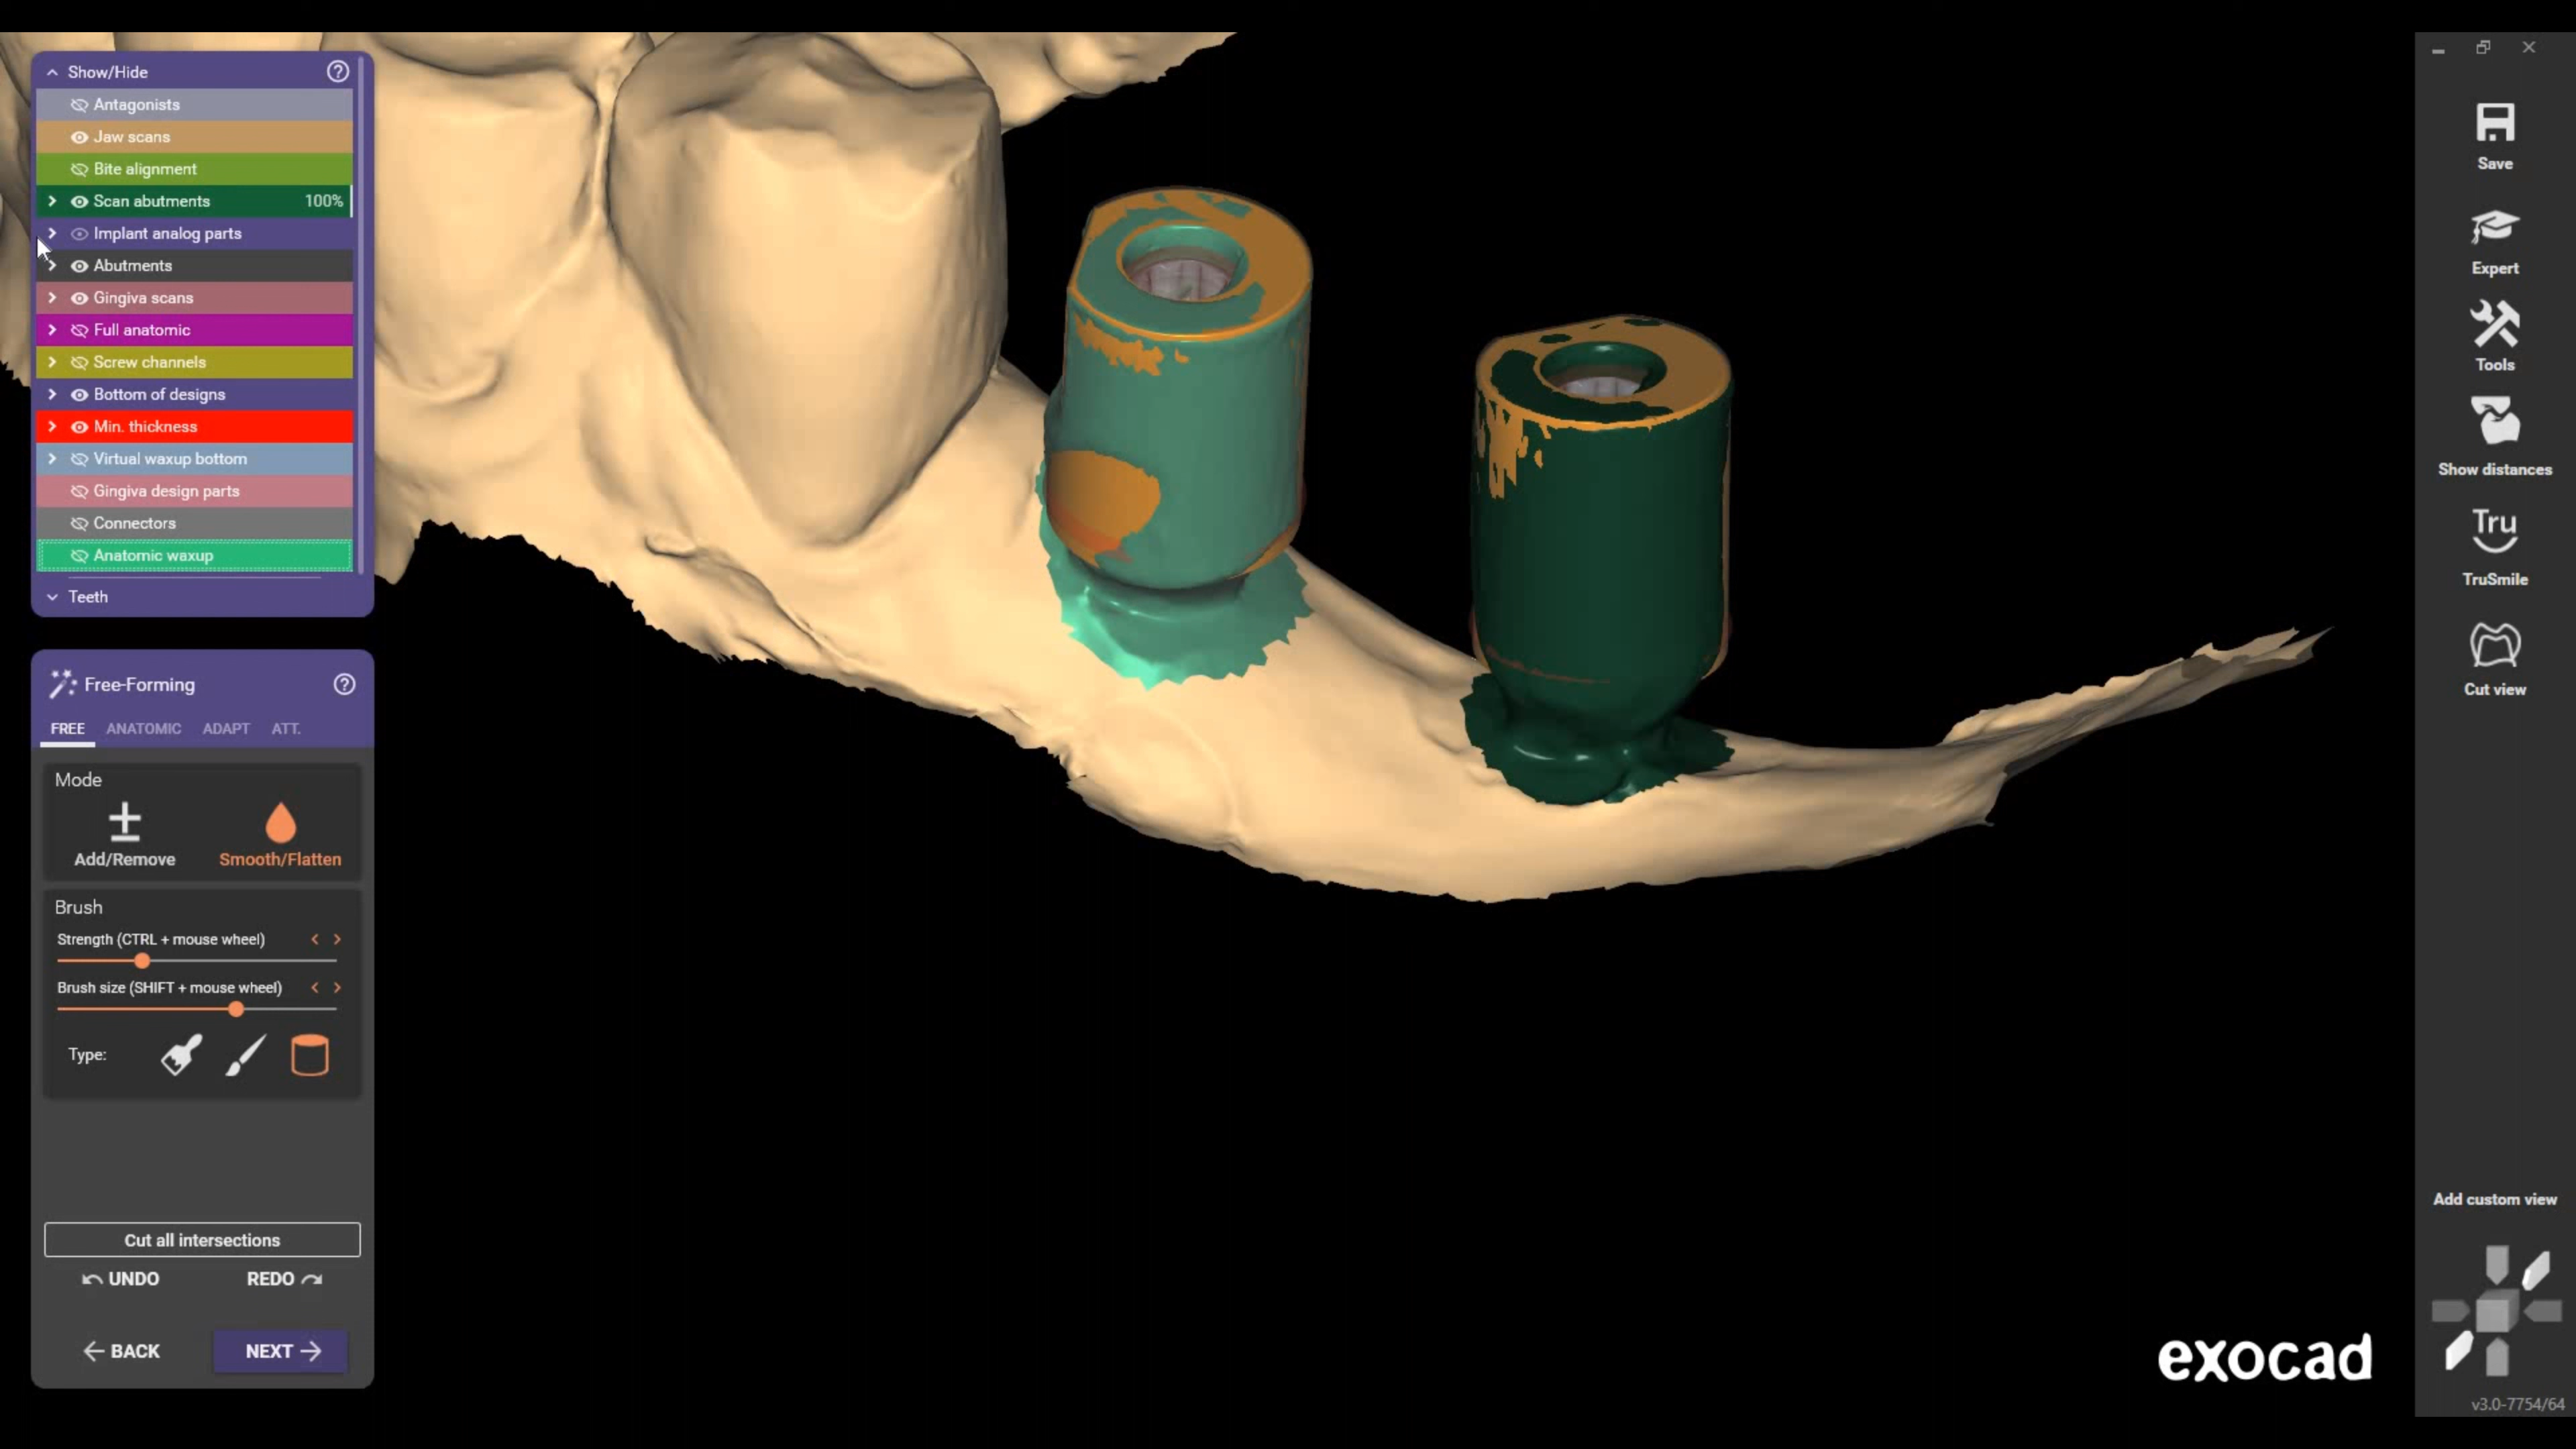 Show/Hide
Antagonists
Jaw scans
Bite alignment
Scan abutments 100%
Implant analog parts
Abutments
Gingiva scans
Full anatomic
Screw channels
Bottom of designs
Min. thickness
Virtual waxup bottom
Gingiva design parts
Connectors
Anatomic waxup
Teeth
Free-Forming
FREE ANATOMIC ADAPT ATT.
Mode
Add/Remove Smooth/Flatten
Brush
Strength (CTRL + mouse wheel)
Brush size (SHIFT + mouse wheel)
Type:
Cut all intersections
UNDO REDO
BACK NEXT
Save
Expert
Tools
Show distances
Tru
TruSmile
Cut view
Add custom view
exocad
v3.0-7754/64